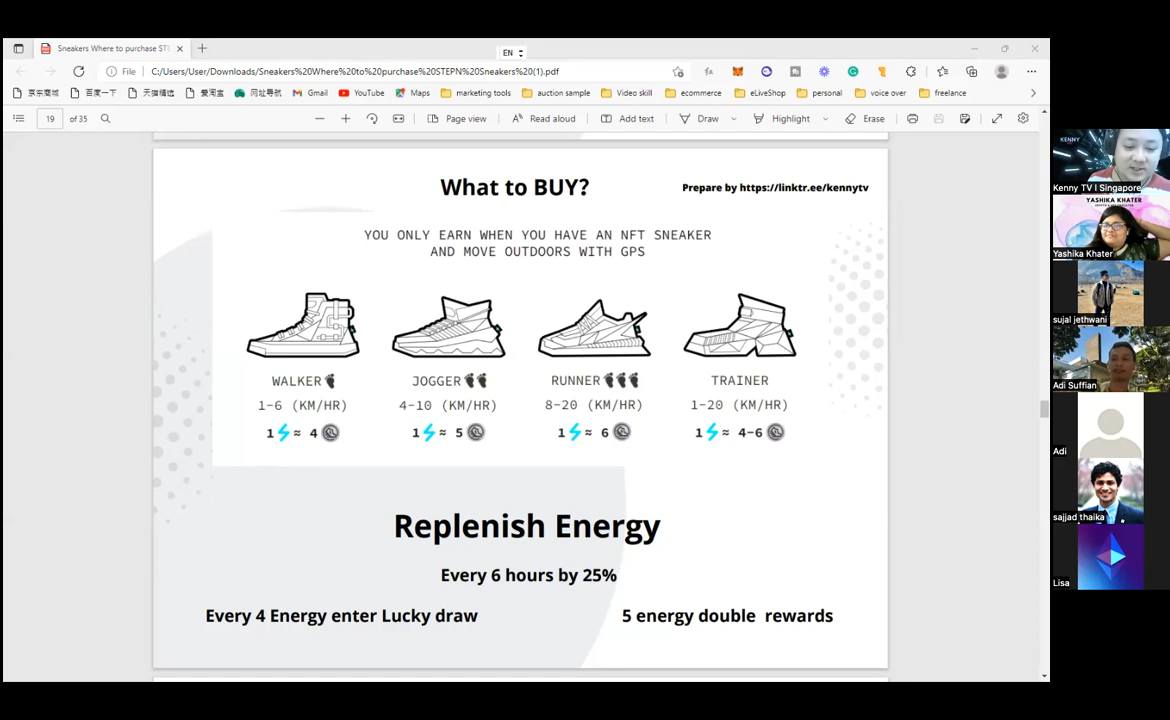 Sneakers Where to purchase STE
EN
File
C:/Users/User/Downloads/Sneakers%20Where%20to%20purchase%20STEPN%20Sneakers%20(1).pdf
京东商城
百度一下
天猫精选
爱淘宝
网址导航
Gmail
YouTube
Maps
marketing tools
auction sample
Video skill
ecommerce
eLiveShop
personal
voice over
freelance
19 of 35
Page view
Read aloud
Add text
Draw
Highlight
Erase
What to BUY?
Prepare by https://linktr.ee/kennytv
YOU ONLY EARN WHEN YOU HAVE AN NFT SNEAKER
AND MOVE OUTDOORS WITH GPS
WALKER
1-6 (KM/HR)
1 ≈ 4
JOGGER
4-10 (KM/HR)
1 ≈ 5
RUNNER
8-20 (KM/HR)
1 ≈ 6
TRAINER
1-20 (KM/HR)
1 ≈ 4-6
Replenish Energy
Every 6 hours by 25%
Every 4 Energy enter Lucky draw
5 energy double rewards
KENNY
Kenny TV I Singapore
YASHIKA KHATER
Yashika Khater
sujal jethwani
Adi Suffian
Adi
sajjad thaika
Lisa